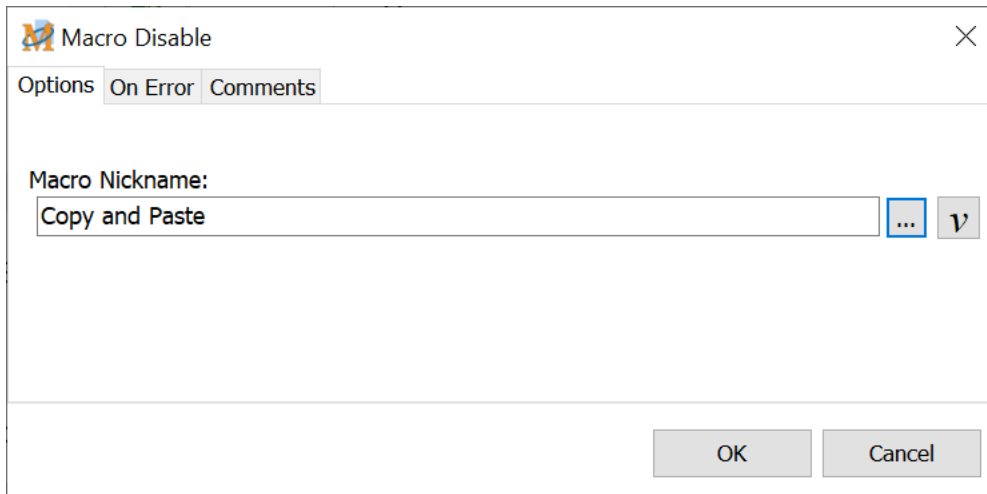 Macro Disable
Options On Error Comments
Macro Nickname:
Copy and Paste ... v
OK Cancel